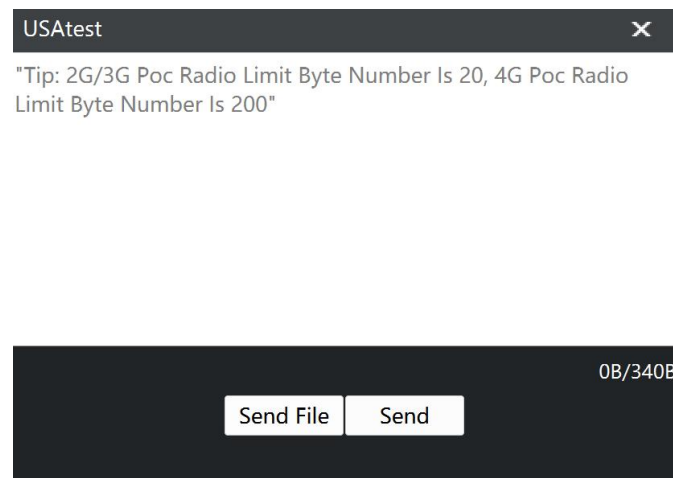 USAtest
"Tip: 2G/3G Poc Radio Limit Byte Number Is 20, 4G Poc Radio
Limit Byte Number Is 200"
0B/340B
Send File
Send